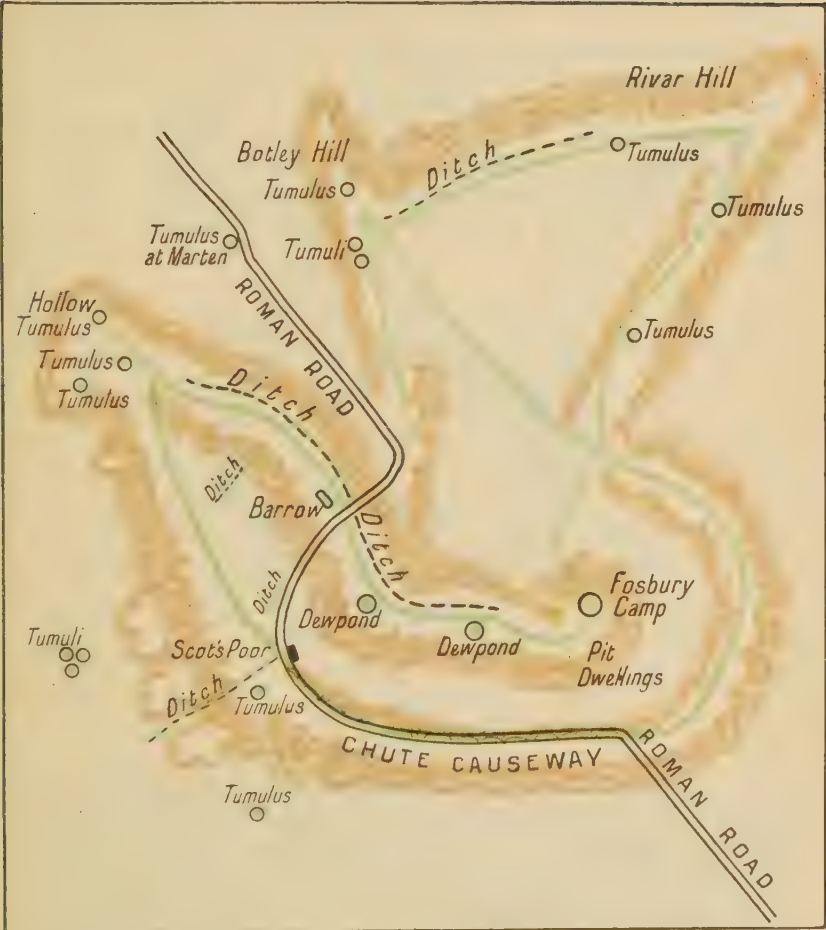 Rivar Hill
Botley Hill
Ditch
Tumulus
Tumulus
Tumulus
Tumulus
at Marten
Tumuli
ROMAN ROAD
Hollow
Tumulus
Tumulus
Tumulus
Tumulus
Ditch
Ditch
Barrow
Ditch
Ditch
Ditch
Fosbury
Camp
Dewpond
Dewpond
Pit
Dwellings
Tumuli
Scot's Poor
Ditch
Tumulus
CHUTE CAUSEWAY
ROMAN ROAD
Tumulus